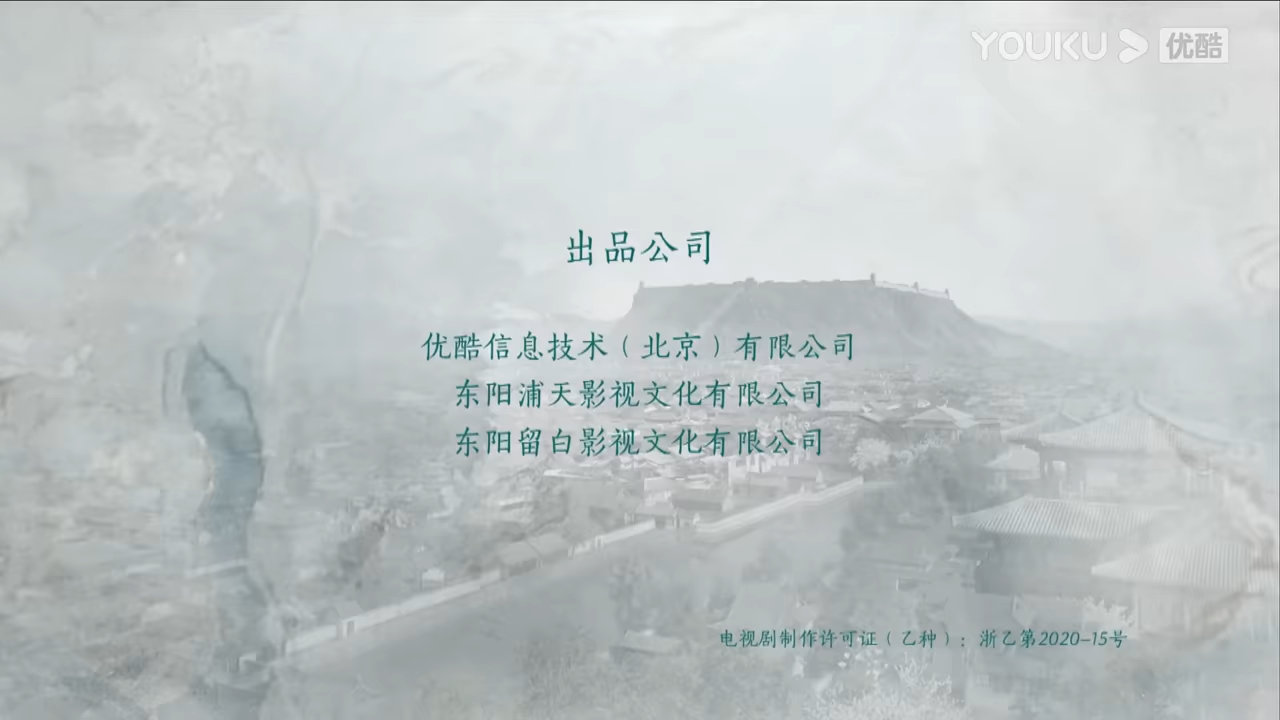 YOUKU 优酷
出品公司
优酷信息技术（北京）有限公司
东阳浦天影视文化有限公司
东阳留白影视文化有限公司
电视剧制作许可证（乙种）：浙乙第2020-15号